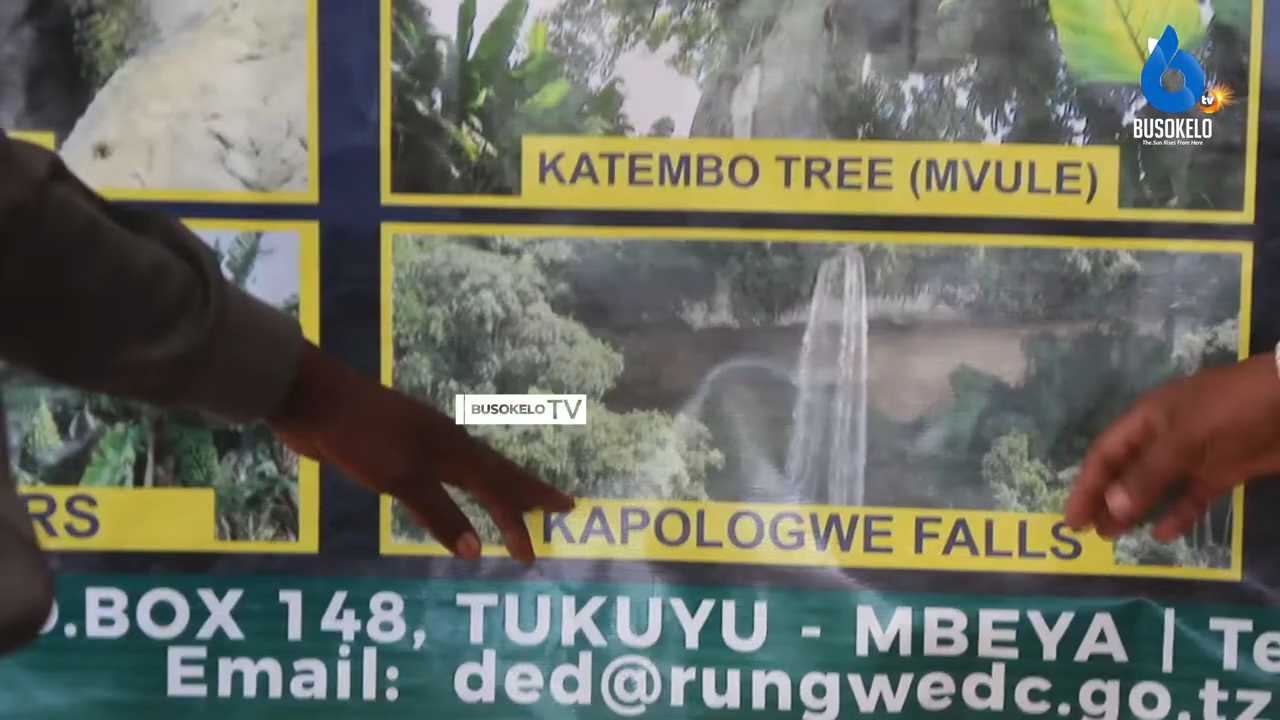 tv
BUSOKELO
The Sun Rises From Here
KATEMBO TREE (MVULE)
BUSOKELO TV
RS
KAPOLOGWE FALLS
.BOX 148, TUKUYU - MBEYA | Te
Email: ded@rungwedc.go.tz